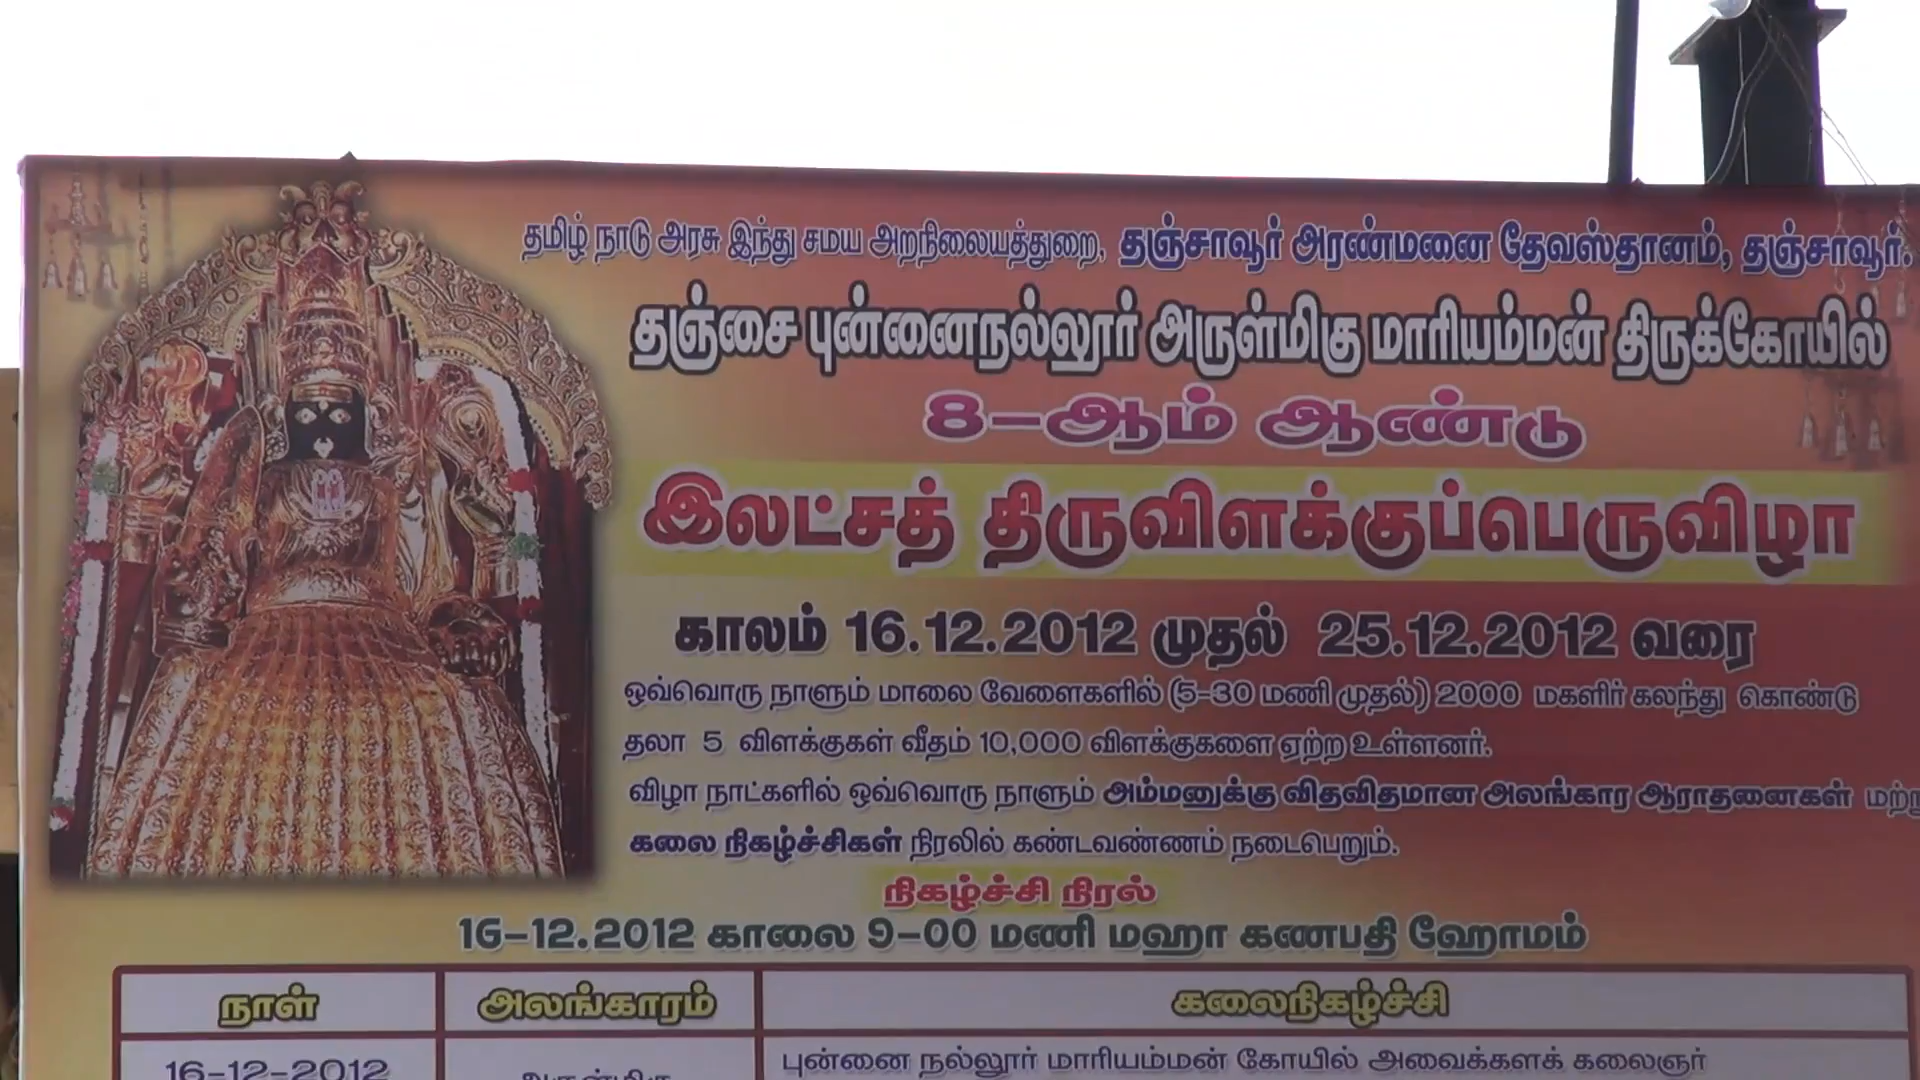 தமிழ் நாடு அரசு இந்து சமய அறநிலையத்துறை, தஞ்சாவூர் அரண்மனை தேவஸ்தானம், தஞ்சாவூர்.
தஞ்சை புன்னைநல்லூர் அருள்மிகு மாரியம்மன் திருக்கோயில்
8-ஆம் ஆண்டு
இலட்சத் திருவிளக்குப்பெருவிழா
காலம் 16.12.2012 முதல் 25.12.2012 வரை
ஒவ்வொரு நாளும் மாலை வேளைகளில் (5-30 மணி முதல்) 2000 மகளிர் கலந்து கொண்டு
தலா 5 விளக்குகள் வீதம் 10,000 விளக்குகளை ஏற்ற உள்ளனர்.
விழா நாட்களில் ஒவ்வொரு நாளும் அம்மனுக்கு விதவிதமான அலங்கார ஆராதனைகள்
கலை நிகழ்ச்சிகள் நிரலில் கண்டவண்ணம் நடைபெறும்.
நிகழ்ச்சி நிரல்
16-12.2012 காலை 9-00 மணி மஹா கணபதி ஹோமம்
நாள் அலங்காரம் கலைநிகழ்ச்சி
16-12-2012 புன்னை நல்லூர் மாரியம்மன் கோயில் அவைக்களக் கலைஞர்